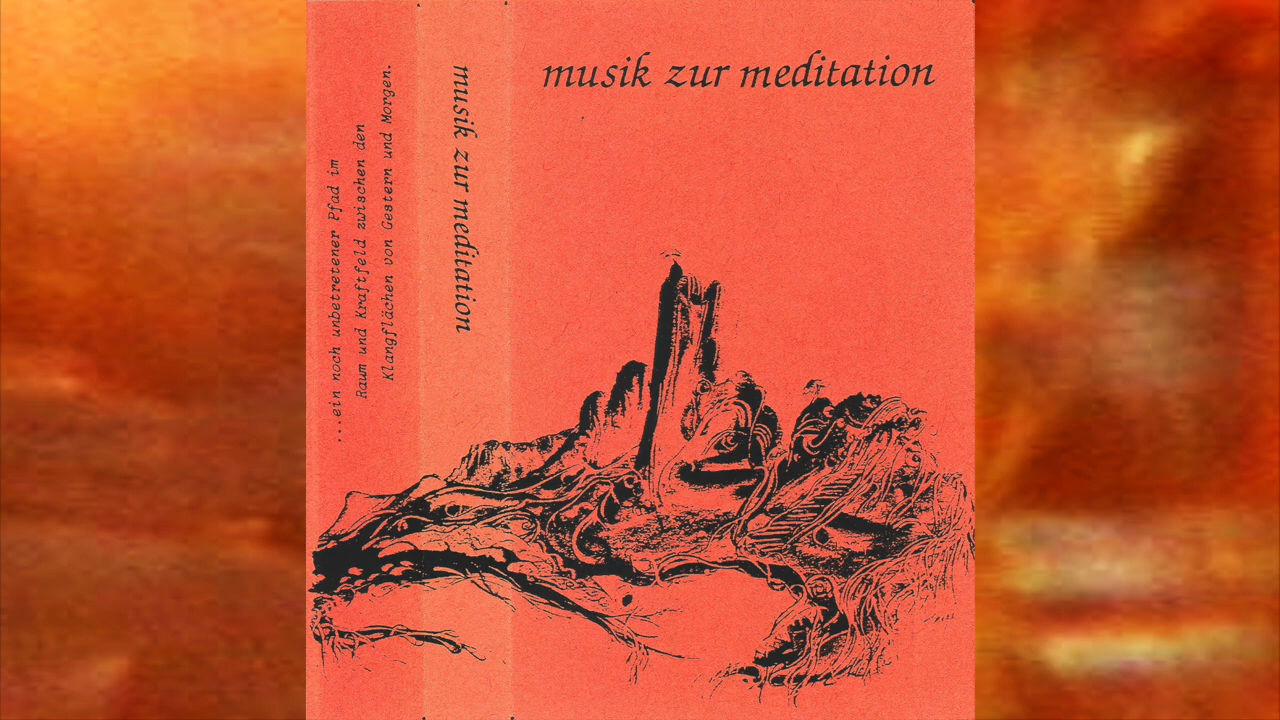 ...ein noch unbetretener Pfad im
Raum und Kraftfeld zwischen den
Klangflächen von Gestern und Morgen.
musik zur meditation
musik zur meditation